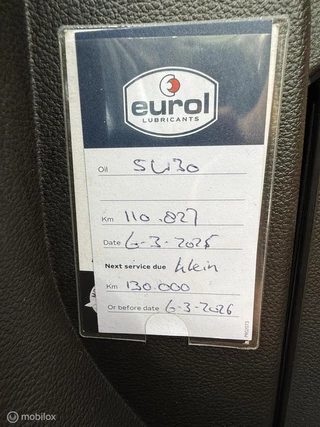 eurol
LUBRICANTS
Oil 5W30
Km 110.827
Date 6-3-2025
Next service due klein
Km 130.000
Or before date 6-3-2026
© mobilox